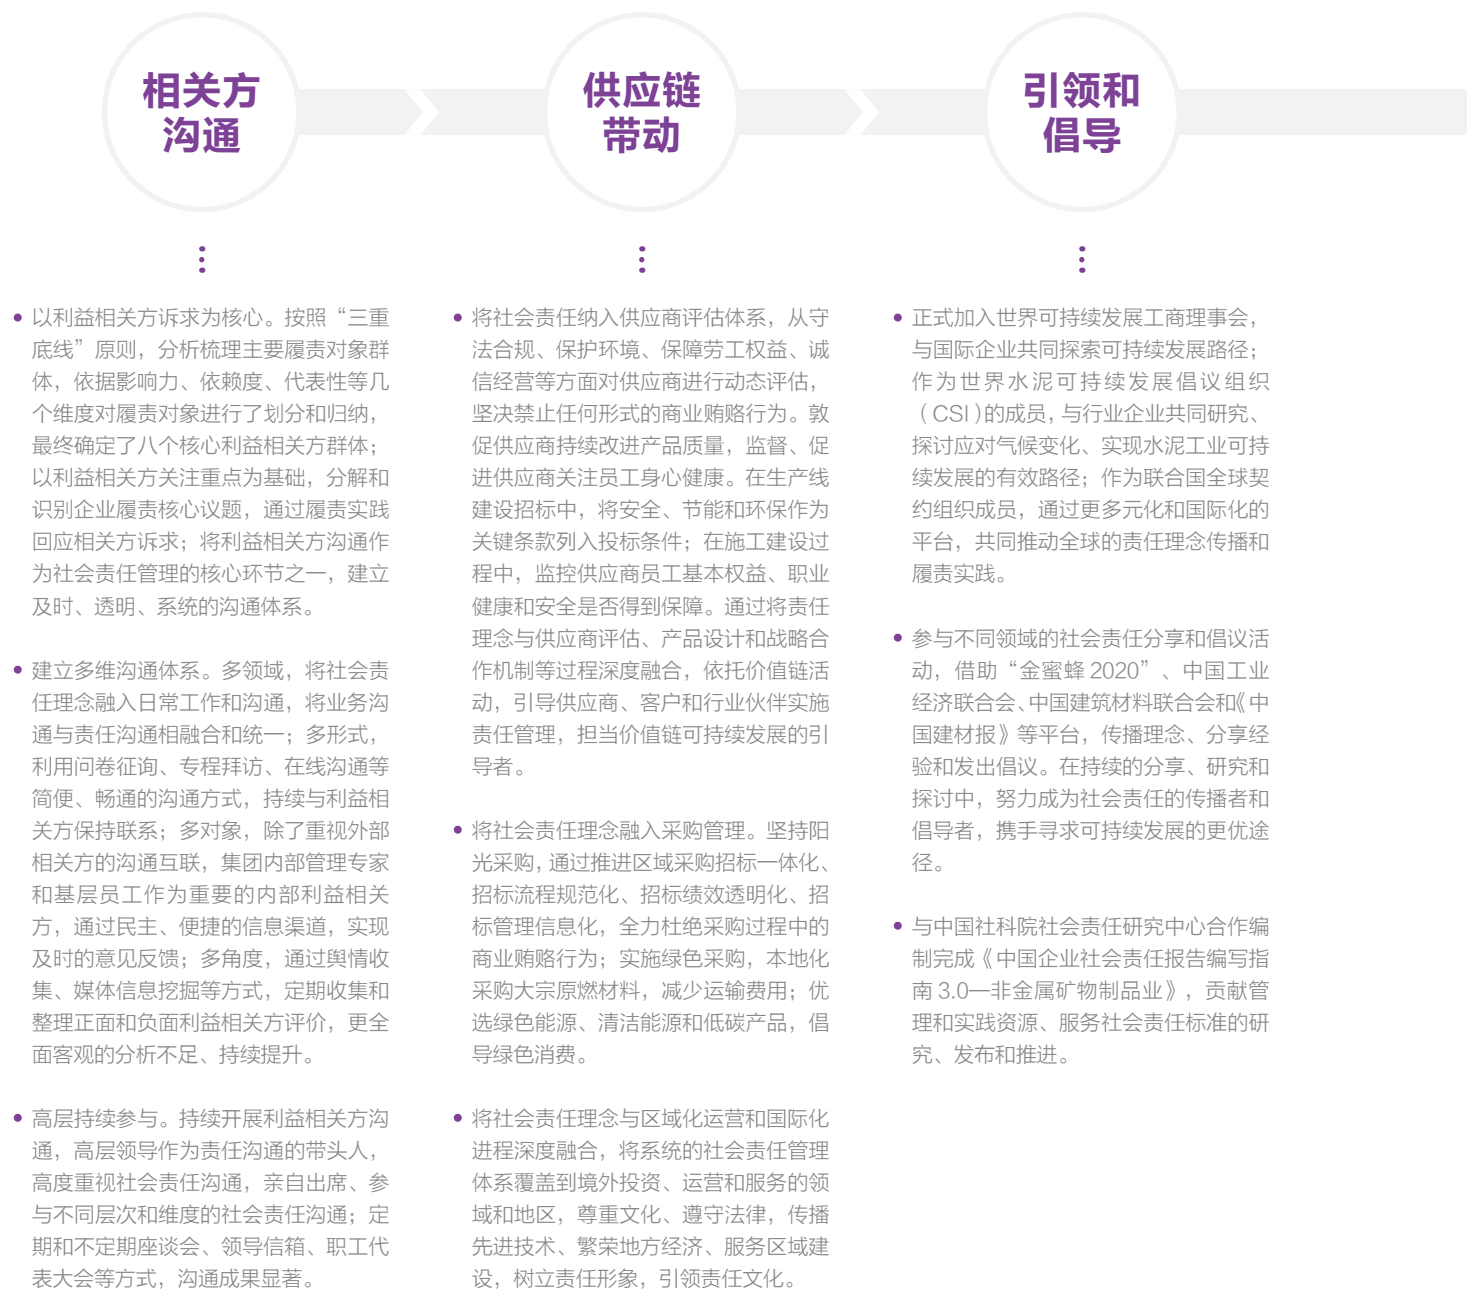 相关方
沟通
供应链
带动
引领和
倡导
以利益相关方诉求为核心。按照“三重
底线”原则，分析梳理主要履责对象群
体，依据影响力、依赖度、代表性等几
个维度对履责对象进行了划分和归纳，
最终确定了八个核心利益相关方群体；
以利益相关方关注重点为基础，分解和
识别企业履责核心议题，通过履责实践
回应相关方诉求；将利益相关方沟通作
为社会责任管理的核心环节之一，建立
及时、透明、系统的沟通体系。
建立多维沟通体系。多领域，将社会责
任理念融入日常工作和沟通，将业务沟
通与责任沟通相融合和统一；多形式，
利用问卷征询、专程拜访、在线沟通等
简便、畅通的沟通方式，持续与利益相
关方保持联系；多对象，除了重视外部
相关方的沟通互联，集团内部管理专家
和基层员工作为重要的内部利益相关
方，通过民主、便捷的信息渠道，实现
及时的意见反馈；多角度，通过舆情收
集、媒体信息挖掘等方式，定期收集和
整理正面和负面利益相关方评价，更全
面客观的分析不足、持续提升。
高层持续参与。持续开展利益相关方沟
通，高层领导作为责任沟通的带头人，
高度重视社会责任沟通，亲自出席、参
与不同层次和维度的社会责任沟通；定
期和不定期座谈会、领导信箱、职工代
表大会等方式，沟通成果显著。
将社会责任纳入供应商评估体系，从守
法合规、保护环境、保障劳工权益、诚
信经营等方面对供应商进行动态评估，
坚决禁止任何形式的商业贿赂行为。敦
促供应商持续改进产品质量，监督、促
进供应商关注员工身心健康。在生产线
建设招标中，将安全、节能和环保作为
关键条款列入投标条件；在施工建设过
程中，监控供应商员工基本权益、职业
健康和安全是否得到保障。通过将责任
理念与供应商评估、产品设计和战略合
作机制等过程深度融合，依托价值链活
动，引导供应商、客户和行业伙伴实施
责任管理，担当价值链可持续发展的引
导者。
将社会责任理念融入采购管理。坚持阳
光采购，通过推进区域采购招标一体化、
招标流程规范化、招标绩效透明化、招
标管理信息化，全力杜绝采购过程中的
商业贿赂行为；实施绿色采购，本地化
采购大宗原燃材料，减少运输费用；优
选绿色能源、清洁能源和低碳产品，倡
导绿色消费。
将社会责任理念与区域化运营和国际化
进程深度融合，将系统的社会责任管理
体系覆盖到境外投资、运营和服务的领
域和地区，尊重文化、遵守法律，传播
先进技术、繁荣地方经济、服务区域建
设，树立责任形象，引领责任文化。
正式加入世界可持续发展工商理事会，
与国际企业共同探索可持续发展路径；
作为世界水泥可持续发展倡议组织
（CSI）的成员，与行业企业共同研究、
探讨应对气候变化、实现水泥工业可持
续发展的有效路径；作为联合国全球契
约组织成员，通过更多元化和国际化的
平台，共同推动全球的责任理念传播和
履责实践。
参与不同领域的社会责任分享和倡议活
动，借助“金蜜蜂 2020”、中国工业
经济联合会、中国建筑材料联合会和《中
国建材报》等平台，传播理念、分享经
验和发出倡议。在持续的分享、研究和
探讨中，努力成为社会责任的传播者和
倡导者，携手寻求可持续发展的更优途
径。
与中国社科院社会责任研究中心合作编
制完成《中国企业社会责任报告编写指
南 3.0—非金属矿物制品业》，贡献管
理和实践资源、服务社会责任标准的研
究、发布和推进。